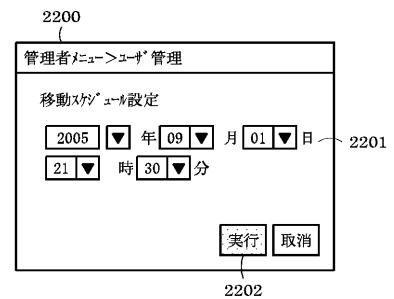 2200
管理者ﾒﾆｭｰ＞ﾕｰｻﾞ管理
移動ｽｹｼﾞｭｰﾙ設定
2005 ▼ 年 09 ▼ 月 01 ▼ 日 2201
21 ▼ 時 30 ▼ 分
実行 取消
2202